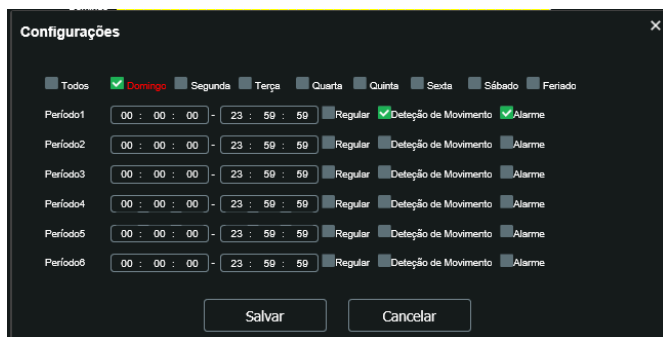 Configurações
Todos Domingo Segunda Terça Quarta Quinta Sexta Sábado Feriado
Período1 00 : 00 : 00 - 23 : 59 : 59 Regular Deteção de Movimento Alarme
Período2 00 : 00 : 00 - 23 : 59 : 59 Regular Deteção de Movimento Alarme
Período3 00 : 00 : 00 - 23 : 59 : 59 Regular Deteção de Movimento Alarme
Período4 00 : 00 : 00 - 23 : 59 : 59 Regular Deteção de Movimento Alarme
Período5 00 : 00 : 00 - 23 : 59 : 59 Regular Deteção de Movimento Alarme
Período6 00 : 00 : 00 - 23 : 59 : 59 Regular Deteção de Movimento Alarme
Salvar Cancelar